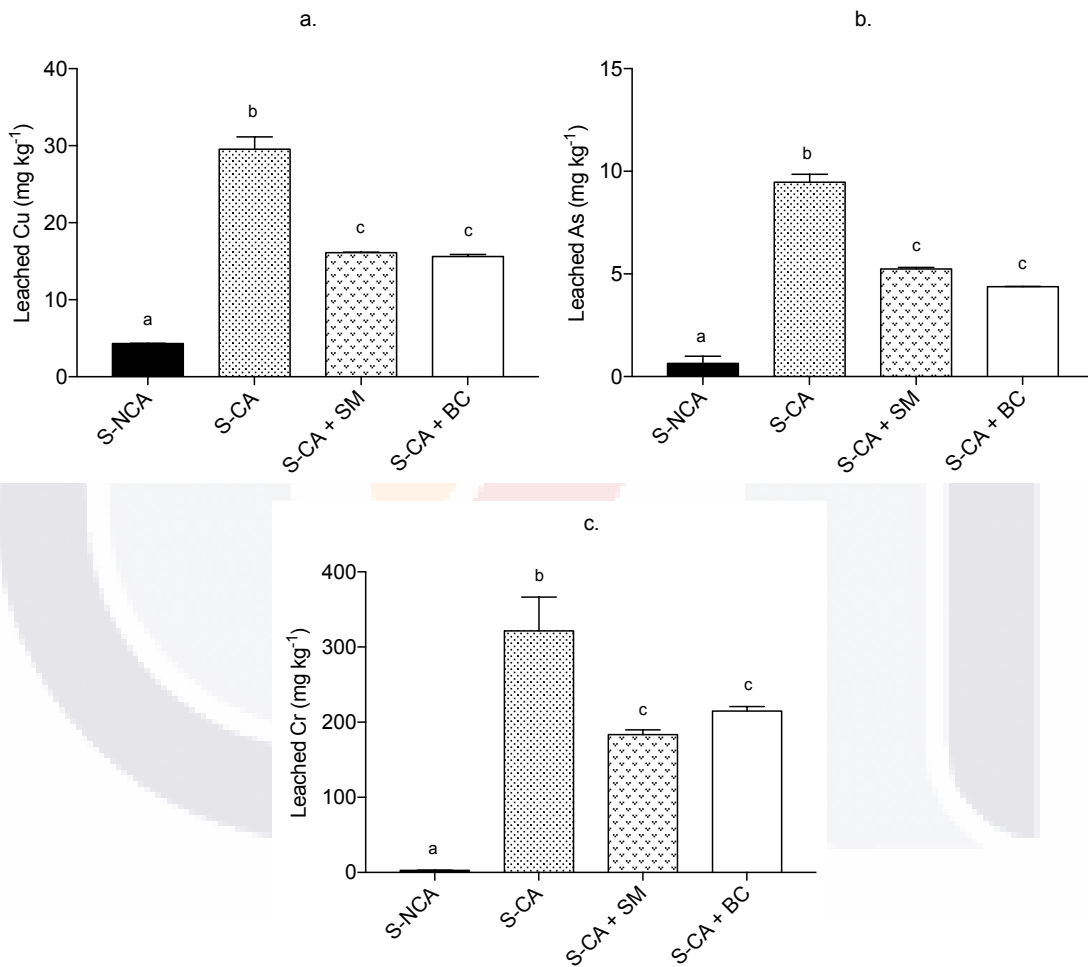 a.
Leached Cu (mg kg-1)
40
30
20
10
0
a
b
c
c
S-NCA
S-CA
S-CA + SM
S-CA + BC
b.
Leached As (mg kg-1)
15
10
5
0
a
b
c
c
S-NCA
S-CA
S-CA + SM
S-CA + BC
c.
Leached Cr (mg kg-1)
400
300
200
100
0
a
b
c
c
S-NCA
S-CA
S-CA + SM
S-CA + BC